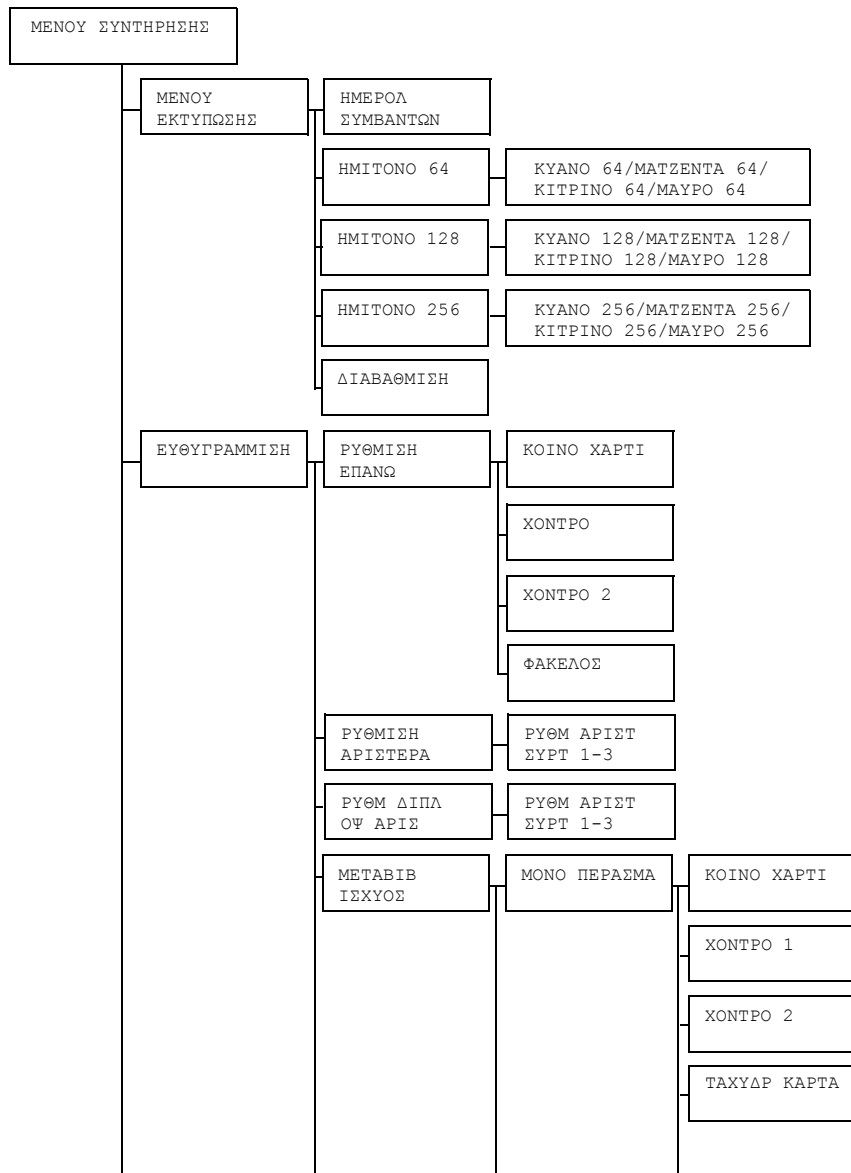 ΜΕΝΟΥ ΣΥΝΤΗΡΗΣΗΣ
ΜΕΝΟΥ
ΕΚΤΥΠΩΣΗΣ
ΗΜΕΡΟΛ
ΣΥΜΒΑΝΤΩΝ
ΗΜΙΤΟΝΟ 64
ΚΥΑΝΟ 64/ΜΑΤΖΕΝΤΑ 64/
ΚΙΤΡΙΝΟ 64/ΜΑΥΡΟ 64
ΗΜΙΤΟΝΟ 128
ΚΥΑΝΟ 128/ΜΑΤΖΕΝΤΑ 128/
ΚΙΤΡΙΝΟ 128/ΜΑΥΡΟ 128
ΗΜΙΤΟΝΟ 256
ΚΥΑΝΟ 256/ΜΑΤΖΕΝΤΑ 256/
ΚΙΤΡΙΝΟ 256/ΜΑΥΡΟ 256
ΔΙΑΒΑΘΜΙΣΗ
ΕΥΘΥΓΡΑΜΜΙΣΗ
ΡΥΘΜΙΣΗ
ΕΠΑΝΩ
ΚΟΙΝΟ ΧΑΡΤΙ
ΧΟΝΤΡΟ
ΧΟΝΤΡΟ 2
ΦΑΚΕΛΟΣ
ΡΥΘΜΙΣΗ
ΑΡΙΣΤΕΡΑ
ΡΥΘΜ ΑΡΙΣΤ
ΣΥΡΤ 1-3
ΡΥΘΜ ΔΙΠΛ
ΟΨ ΑΡΙΣ
ΡΥΘΜ ΑΡΙΣΤ
ΣΥΡΤ 1-3
ΜΕΤΑΒΙΒ
ΙΣΧΥΟΣ
ΜΟΝΟ ΠΕΡΑΣΜΑ
ΚΟΙΝΟ ΧΑΡΤΙ
ΧΟΝΤΡΟ 1
ΧΟΝΤΡΟ 2
ΤΑΧΥΔΡ ΚΑΡΤΑ